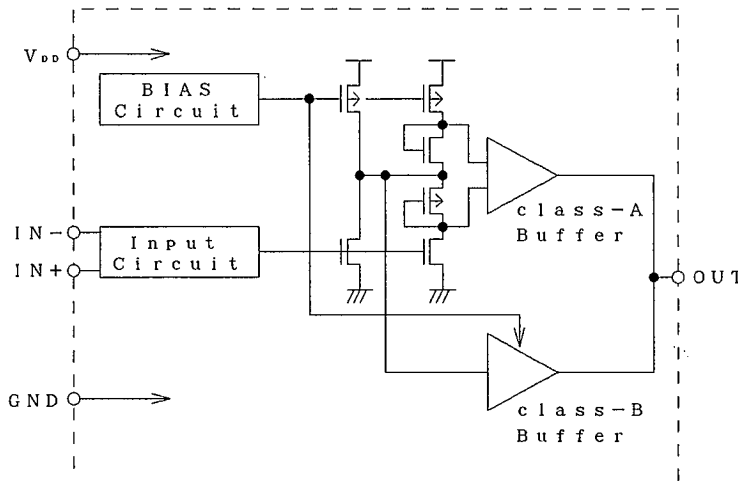 VDD
BIAS
Circuit
IN-
IN+
Input
Circuit
class-A
Buffer
OUT
GND
class-B
Buffer